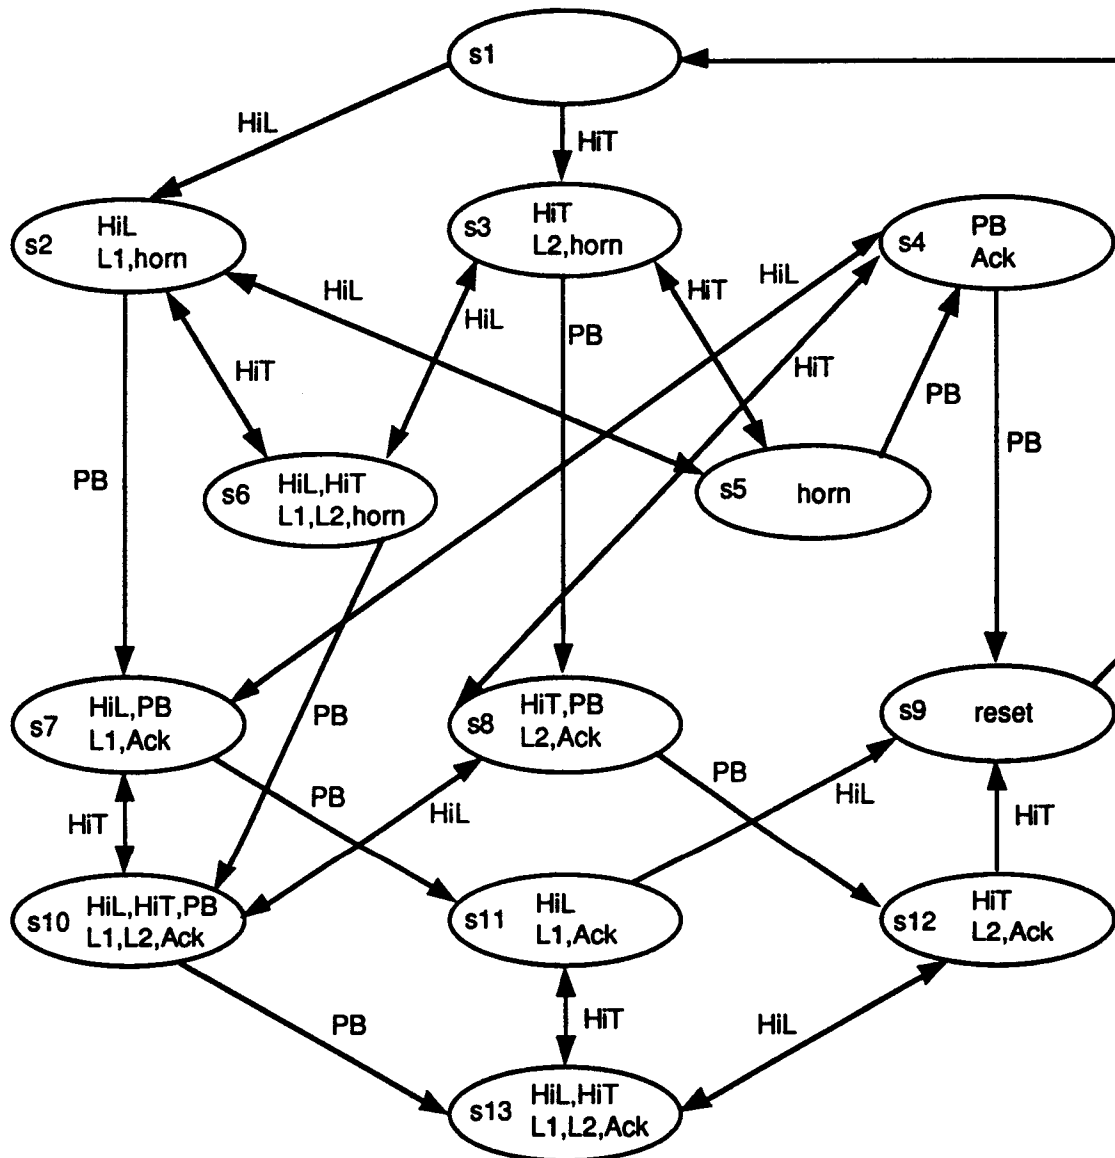 s1
HiL
HiT
s2
HiL
L1,horn
s3
HiT
L2,horn
s4
PB
Ack
HiL
HiL
HiT
HiL
PB
HiT
HiT
PB
PB
PB
s6
HiL,HiT
L1,L2,horn
s5
horn
s7
HiL,PB
L1,Ack
PB
s8
HiT,PB
L2,Ack
s9
reset
HiT
PB
HiL
PB
HiL
HiT
s10
HiL,HiT,PB
L1,L2,Ack
s11
HiL
L1,Ack
s12
HiT
L2,Ack
PB
HiT
HiL
s13
HiL,HiT
L1,L2,Ack